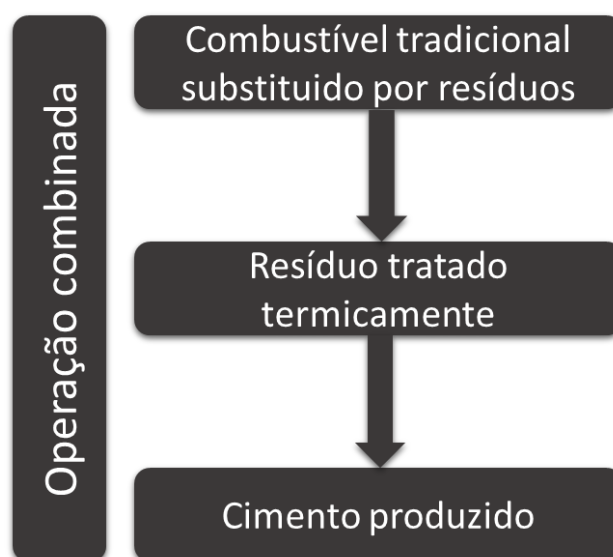 Operação combinada
Combustível tradicional
substituido por resíduos
Resíduo tratado
termicamente
Cimento produzido